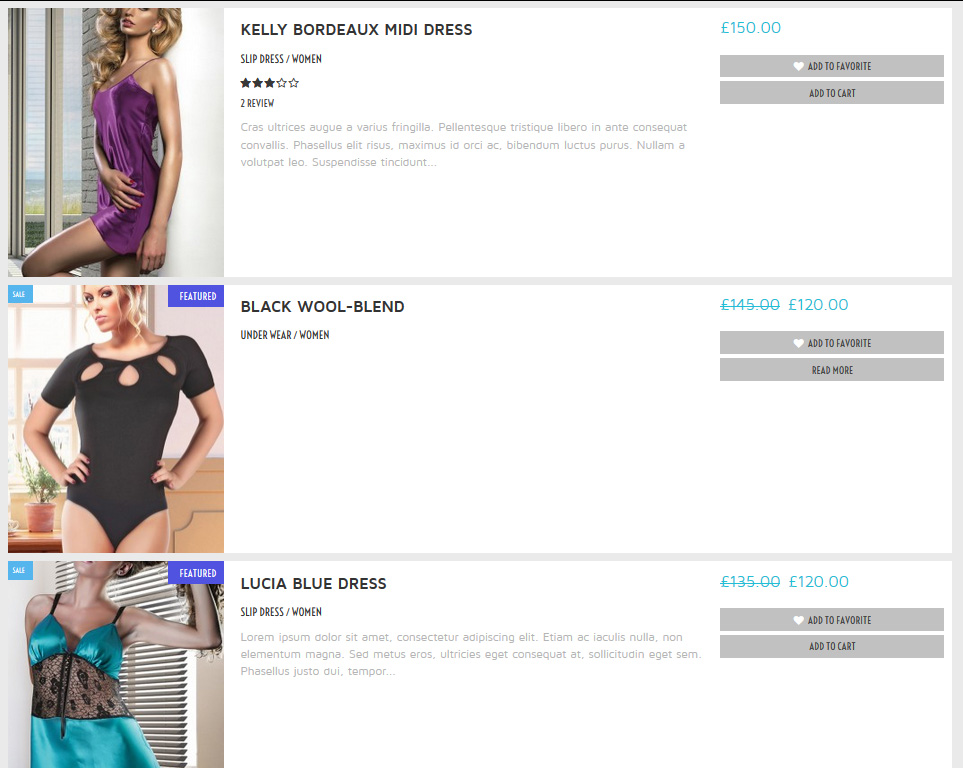 KELLY BORDEAUX MIDI DRESS
£150.00
SLIP DRESS / WOMEN
ADD TO FAVORITE
2 REVIEW
ADD TO CART
Cras ultrices augue a varius fringilla. Pellentesque tristique libero in ante consequat
convallis. Phasellus elit risus, maximus id orci ac, bibendum luctus purus. Nullam a
volutpat leo. Suspendisse tincidunt...
SALE
FEATURED
BLACK WOOL-BLEND
£145.00 £120.00
UNDER WEAR / WOMEN
ADD TO FAVORITE
READ MORE
SALE
FEATURED
LUCIA BLUE DRESS
£135.00 £120.00
SLIP DRESS / WOMEN
ADD TO FAVORITE
ADD TO CART
Lorem ipsum dolor sit amet, consectetur adipiscing elit. Etiam ac iaculis nulla, non
elementum magna. Sed metus eros, ultricies eget consequat at, sollicitudin eget sem.
Phasellus justo dui, tempor...